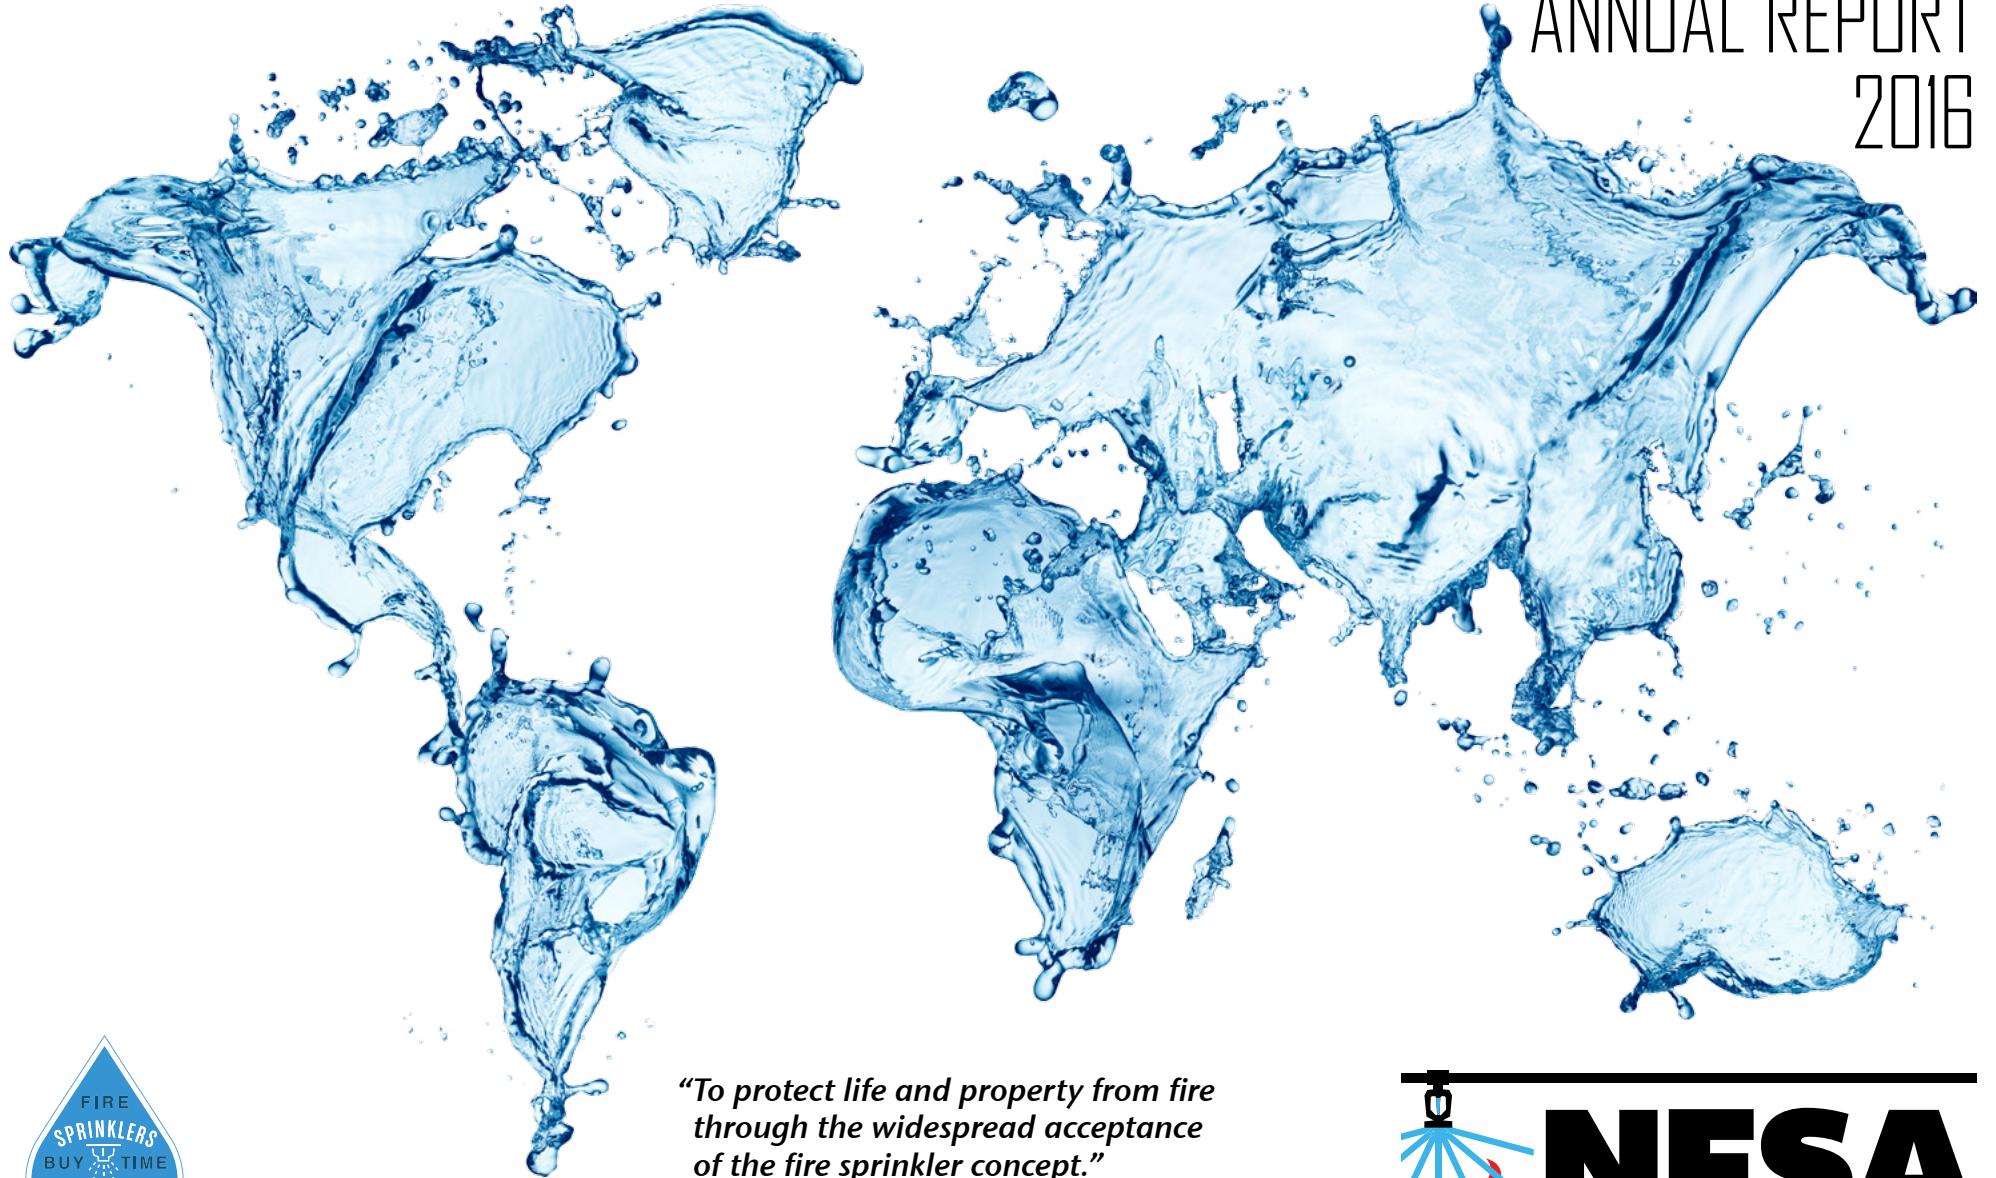 ANNUAL REPORT
2016
FIRE
SPRINKLERS
BUY TIME
“To protect life and property from fire
through the widespread acceptance
of the fire sprinkler concept.”
NFSA